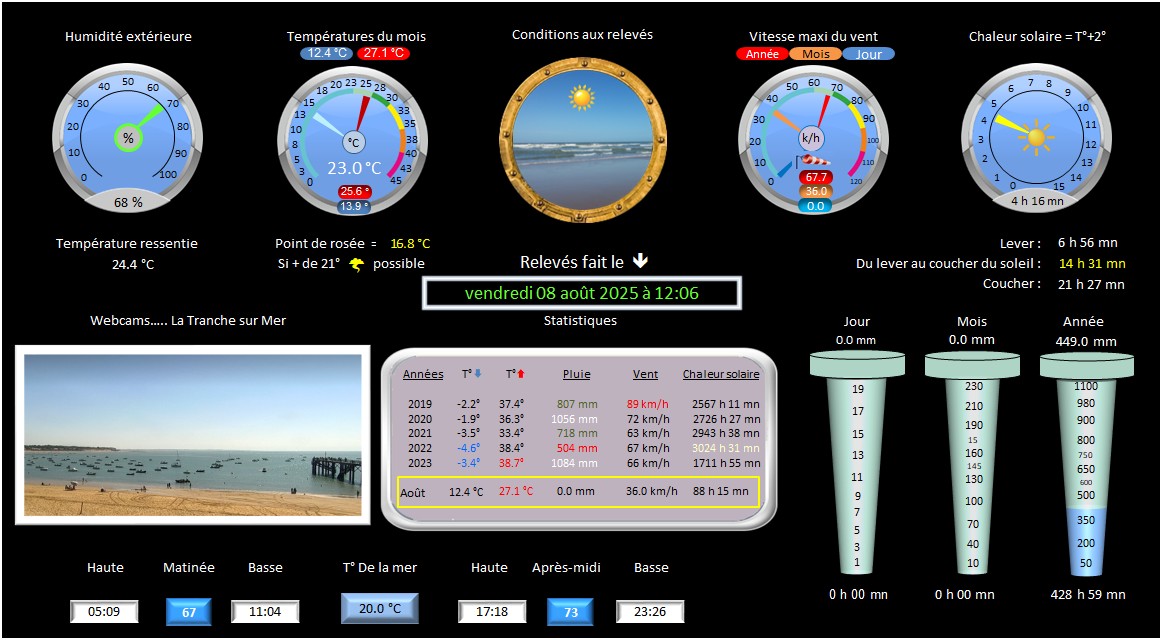 Humidité extérieure
Températures du mois
12.4 °C 27.1 °C
Conditions aux relevés
Vitesse maxi du vent
Année Mois Jour
Chaleur solaire = T°+2°
0 10 20 30 40 50 60 70 80 90 100
%
68 %
0 3 5 8 10 13 15 18 20 23 25 28 30 33 35 38 40 43 45
°C
23.0 °C
25.6 °
13.9 °
0 10 20 30 40 50 60 70 80 90 100 110 120
k/h
67.7
36.0
0.0
0 1 2 3 4 5 6 7 8 9 10 11 12 13 14 15
4 h 16 mn
Température ressentie
24.4 °C
Point de rosée = 16.8 °C
Si + de 21° possible
Relevés fait le
vendredi 08 août 2025 à 12:06
Lever : 6 h 56 mn
Du lever au coucher du soleil : 14 h 31 mn
Coucher : 21 h 27 mn
Webcams..... La Tranche sur Mer
Statistiques
Années T° T° Pluie Vent Chaleur solaire
2019 -2.2° 37.4° 807 mm 89 km/h 2567 h 11 mn
2020 -1.9° 36.3° 1056 mm 72 km/h 2726 h 27 mn
2021 -3.5° 33.4° 718 mm 63 km/h 2943 h 38 mn
2022 -4.6° 38.4° 504 mm 67 km/h 3024 h 31 mn
2023 -3.4° 38.7° 1084 mm 66 km/h 1711 h 55 mn
Août 12.4 °C 27.1 °C 0.0 mm 36.0 km/h 88 h 15 mn
Jour
0.0 mm
19
17
15
13
11
9
7
5
3
1
0 h 00 mn
Mois
0.0 mm
230
210
190
15
160
145
130
100
70
40
10
0 h 00 mn
Année
449.0 mm
1100
980
900
800
750
650
600
500
350
200
50
428 h 59 mn
Haute Matinée Basse T° De la mer Haute Après-midi Basse
05:09 67 11:04 20.0 °C 17:18 73 23:26